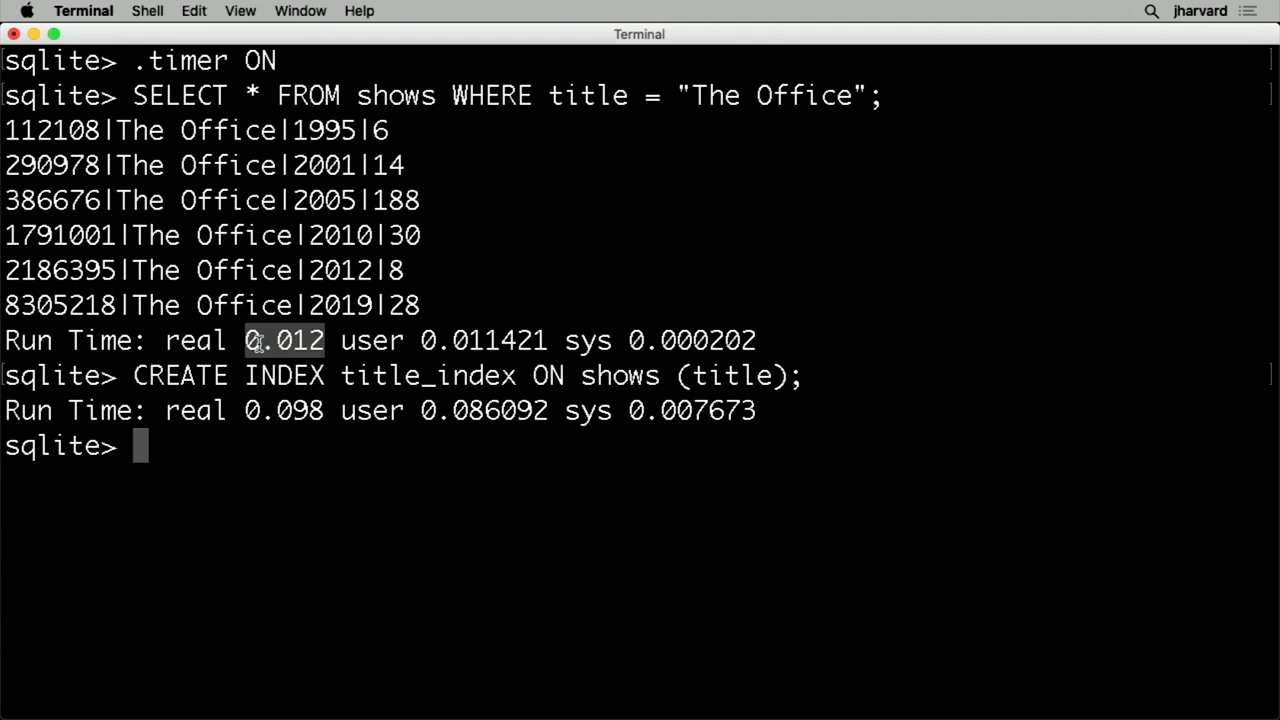 Terminal Shell Edit View Window Help jharvard
Terminal
sqlite> .timer ON
sqlite> SELECT * FROM shows WHERE title = "The Office";
112108|The Office|1995|6
290978|The Office|2001|14
386676|The Office|2005|188
1791001|The Office|2010|30
2186395|The Office|2012|8
8305218|The Office|2019|28
Run Time: real 0.012 user 0.011421 sys 0.000202
sqlite> CREATE INDEX title_index ON shows (title);
Run Time: real 0.098 user 0.086092 sys 0.007673
sqlite>